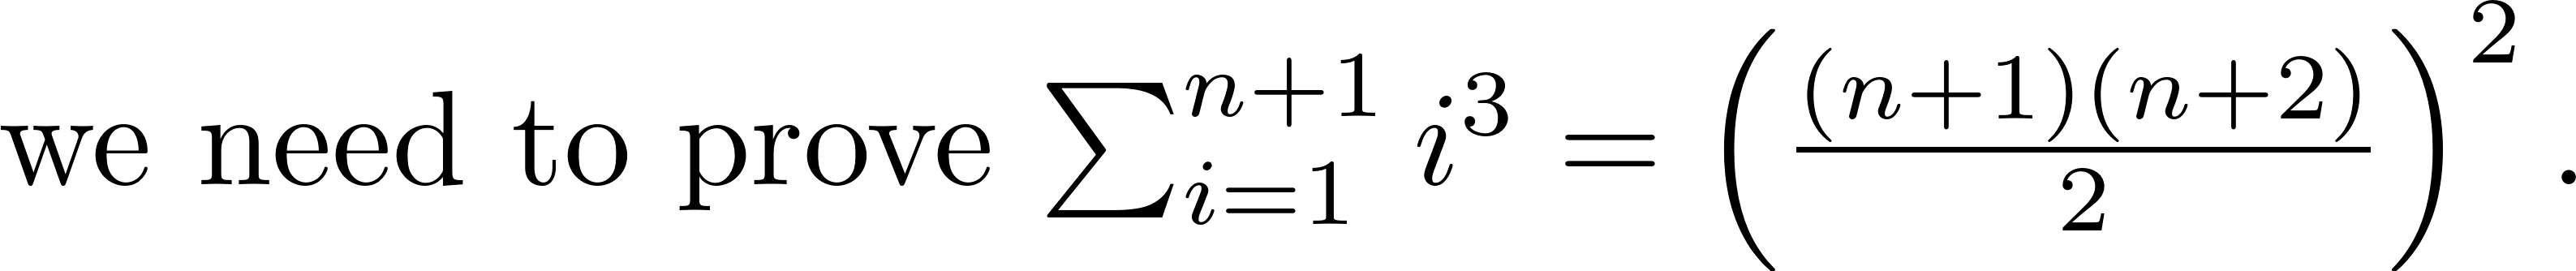 we need to prove $\sum_{i=1}^{n+1} i^3 = \left(\frac{(n+1)(n+2)}{2}\right)^2$.